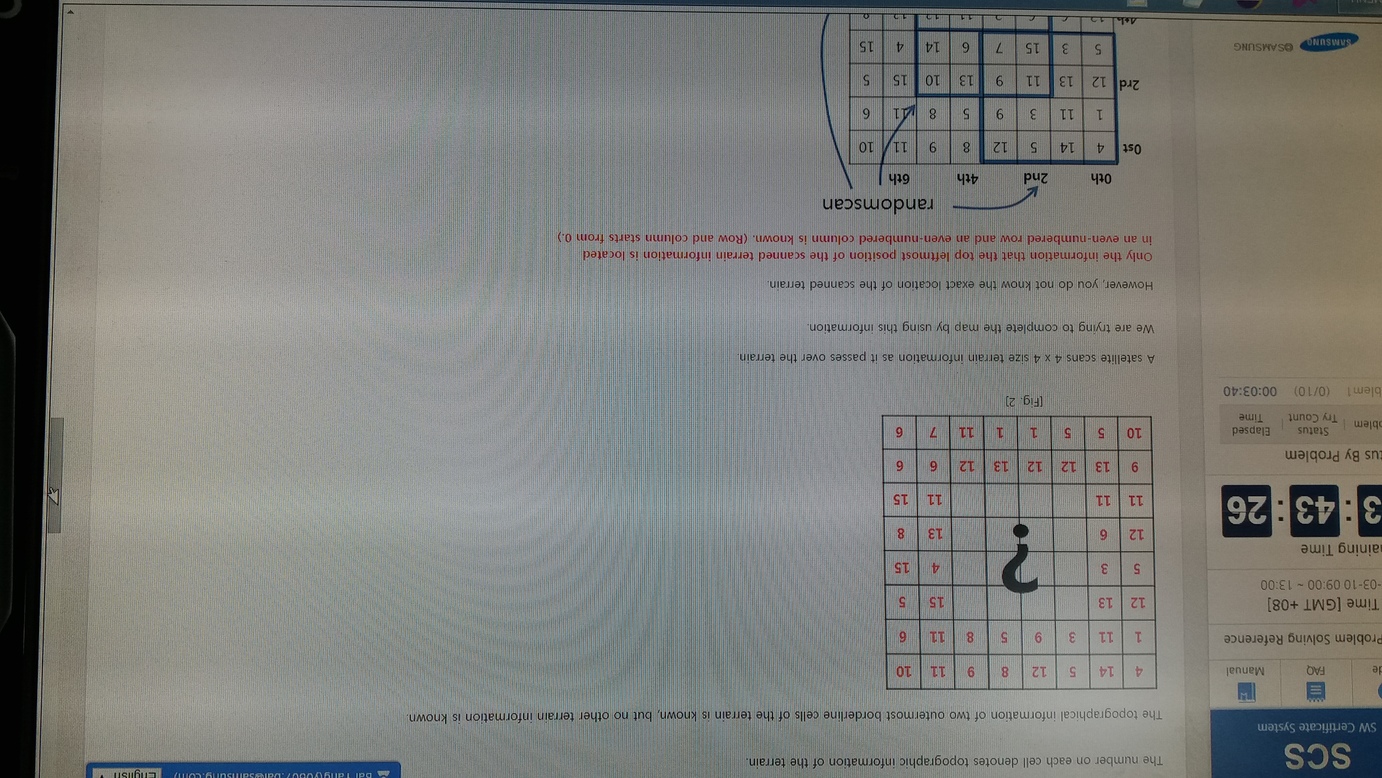 SCS
SW Certificate System
FAQ
Manual
Problem Solving Reference
Time [GMT +08]
-03-10 09:00 ~ 13:00
aining Time
3:43:26
tus By Problem
oblem Status Try Count Elapsed Time
blem1 (0/10) 00:03:40
SAMSUNG ©SAMSUNG
English
The number on each cell denotes topographic information of the terrain.
The topographical information of two outermost borderline cells of the terrain is known, but no other terrain information is known.
4 14 5 12 8 9 11 10
1 11 3 9 5 8 11 6
12 13 15 5
5 3 4 15
12 6 13 8
11 11 11 15
9 13 12 12 13 12 6 6
10 5 5 1 1 11 7 6
?
[Fig. 2]
A satellite scans 4 x 4 size terrain information as it passes over the terrain.
We are trying to complete the map by using this information.
However, you do not know the exact location of the scanned terrain.
Only the information that the top leftmost position of the scanned terrain information is located
in an even-numbered row and an even-numbered column is known. (Row and column starts from 0.)
randomscan
0th 2nd 4th 6th
0st 4 14 5 12 8 9 11 10
1 11 3 9 5 8 11 6
2rd 12 13 11 9 13 10 15 5
5 3 15 7 6 14 4 15